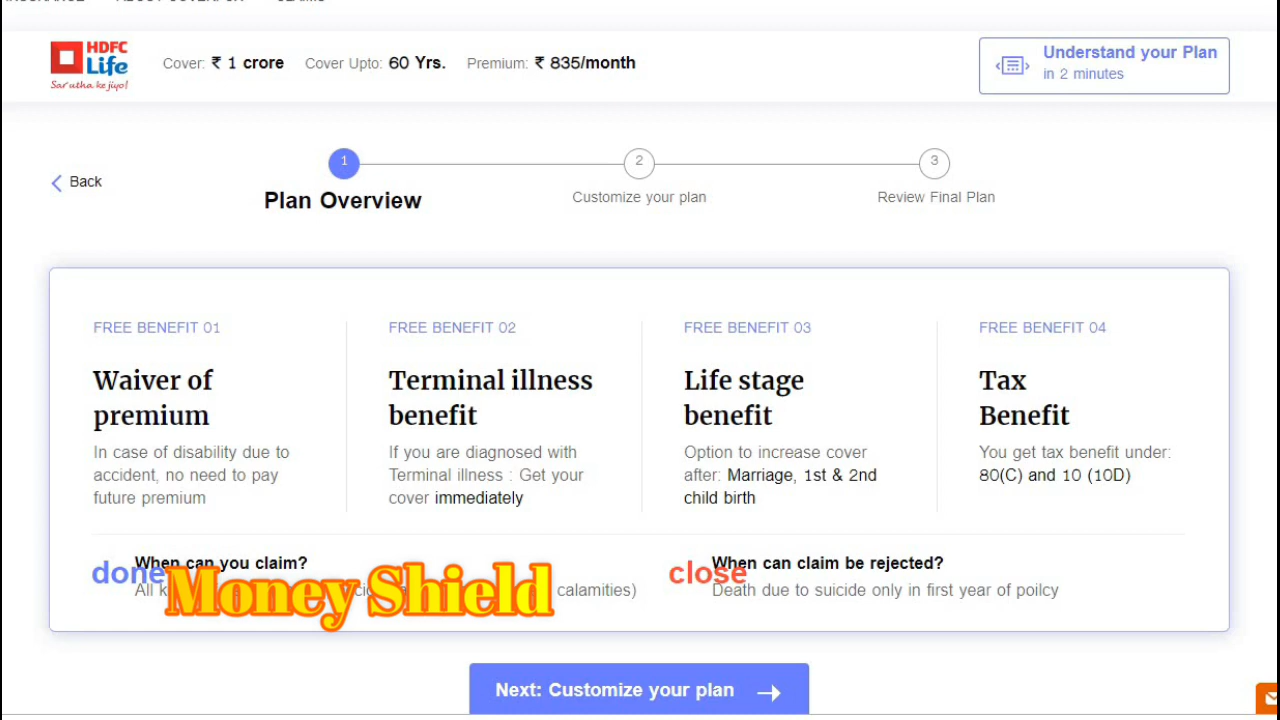 HDFC
Life
Sar utha ke jiyo!
Cover: ₹ 1 crore Cover Upto: 60 Yrs. Premium: ₹ 835/month
Understand your Plan
in 2 minutes
Back
1
2
3
Plan Overview
Customize your plan
Review Final Plan
FREE BENEFIT 01
Waiver of
premium
In case of disability due to
accident, no need to pay
future premium
FREE BENEFIT 02
Terminal illness
benefit
If you are diagnosed with
Terminal illness : Get your
cover immediately
FREE BENEFIT 03
Life stage
benefit
Option to increase cover
after: Marriage, 1st & 2nd
child birth
FREE BENEFIT 04
Tax
Benefit
You get tax benefit under:
80(C) and 10 (10D)
done
When can you claim?
All
calamities)
Money Shield
close
When can claim be rejected?
Death due to suicide only in first year of poilcy
Next: Customize your plan